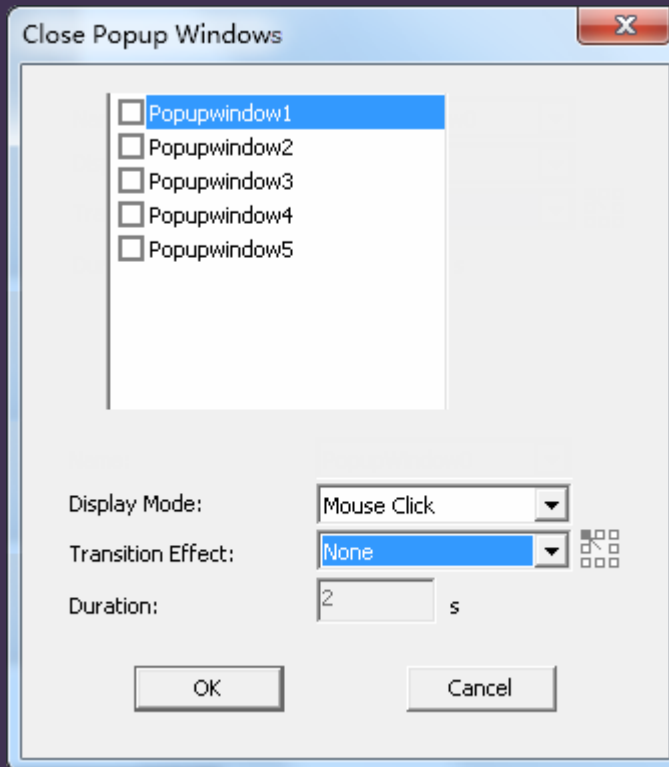 Close Popup Windows
Popupwindow1
Popupwindow2
Popupwindow3
Popupwindow4
Popupwindow5
Display Mode: Mouse Click
Transition Effect: None
Duration: 2 s
OK Cancel